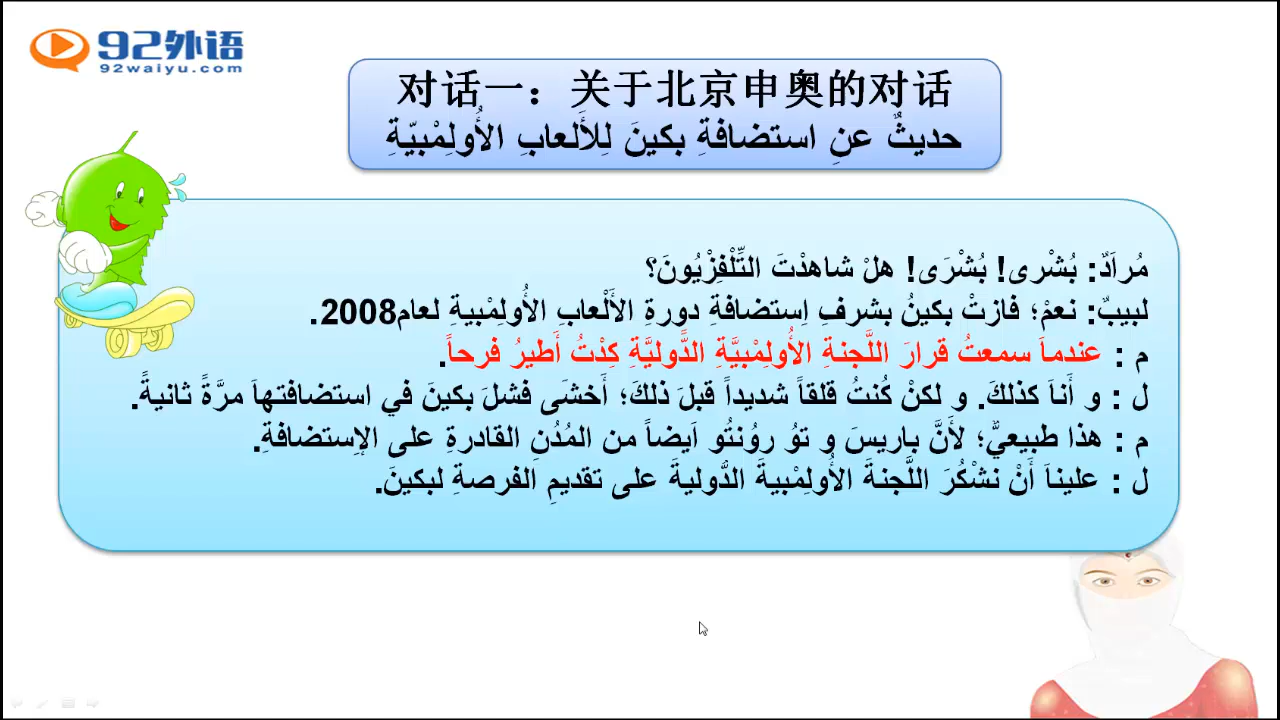 92外语
92waiyu.com
对话一：关于北京申奥的对话
حديثٌ عنِ استضافةِ بكينَ لِلأَلعابِ الأُولِمْبيّةِ
مُراَدٌ: بُشْرى! بُشْرَى! هلْ شاهدْتَ التِّلْفِزْيُونَ؟
لبيبٌ: نعمْ؛ فازتْ بكينُ بشرفِ اِستضافةِ دورةِ الأَلْعابِ الأُولِمْبيةِ لعام2008.
م : عندماَ سمعتُ قرارَ اللَّجنةِ الأُولِمْبيَّةِ الدَّوليَّةِ كِدْتُ أَطيرُ فرحاً.
ل : و أَناَ كذلكَ. و لكنْ كُنتُ قلقاً شديداً قبلَ ذلكَ؛ أَخشَى فشلَ بكينَ في استضافتهاَ مرَّةً ثانيةً.
م : هذا طبيعيٌّ؛ لأَنَّ باريسَ و توُ روُنتُو اَيضاً من المُدُنِ القادرةِ على الإِستضافةِ.
ل : عليناَ أَنْ نشْكُرَ اللَّجنةَ الأُولِمْبيةَ الدُّوليةَ على تقديمِ الفرصةِ لبكينَ.